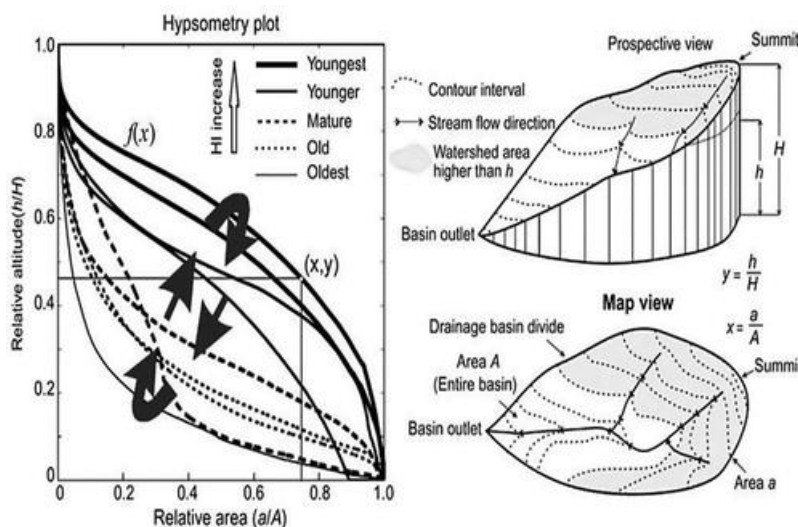 Hypsometry plot
1.0
0.8
0.6
0.4
0.2
0
Relative altitude(h/H)
HI increase
Youngest
Younger
Mature
Old
Oldest
f(x)
(x,y)
0
0.2
0.4
0.6
0.8
1.0
Relative area (a/A)
Prospective view
Summit
Contour interval
Stream flow direction
Watershed area
higher than h
H
h
Basin outlet
y = h/H
Map view
x = a/A
Drainage basin divide
Summit
Area A
(Entire basin)
Basin outlet
Area a